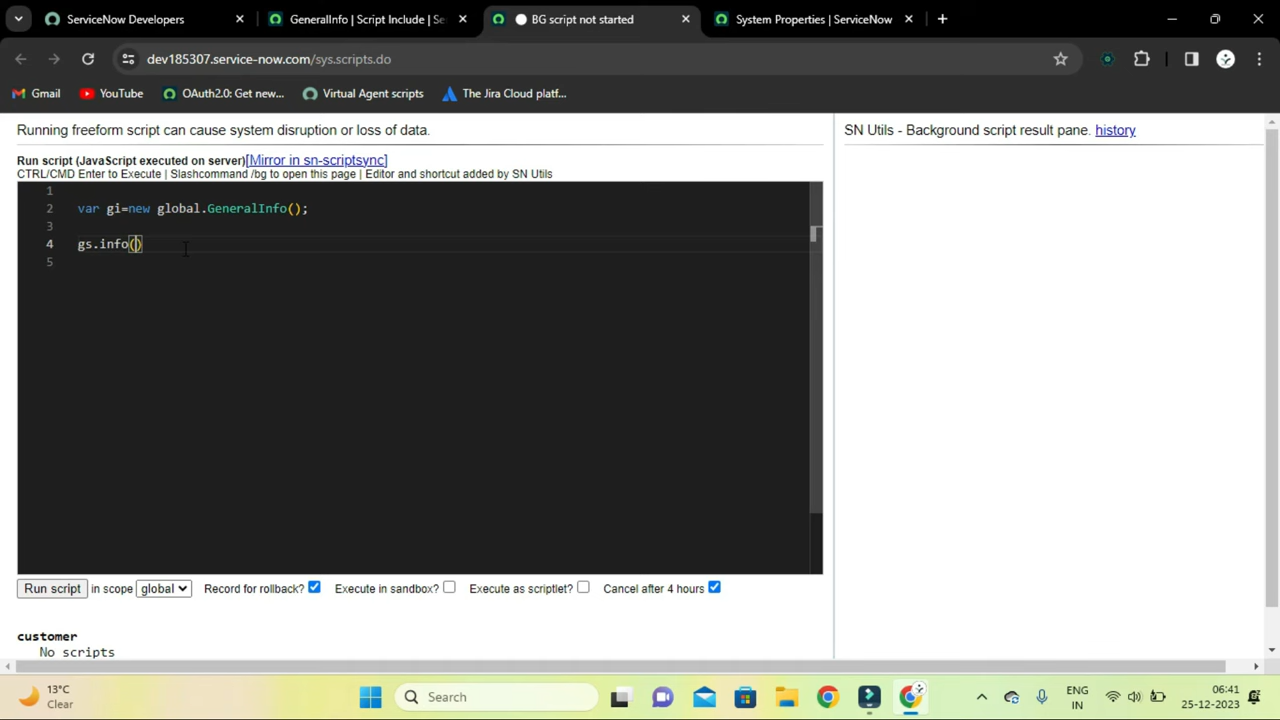 ServiceNow Developers
GeneralInfo | Script Include | Se
BG script not started
System Properties | ServiceNow
dev185307.service-now.com/sys.scripts.do
Gmail
YouTube
OAuth2.0: Get new...
Virtual Agent scripts
The Jira Cloud platf...
Running freeform script can cause system disruption or loss of data.
SN Utils - Background script result pane. history
Run script (JavaScript executed on server)[Mirror in sn-scriptsync]
CTRL/CMD Enter to Execute | Slashcommand /bg to open this page | Editor and shortcut added by SN Utils
1
2 var gi=new global.GeneralInfo();
3
4 gs.info()
5
Run script in scope global Record for rollback? Execute in sandbox? Execute as scriptlet? Cancel after 4 hours
customer
No scripts
13°C
Clear
Search
ENG
IN
06:41
25-12-2023